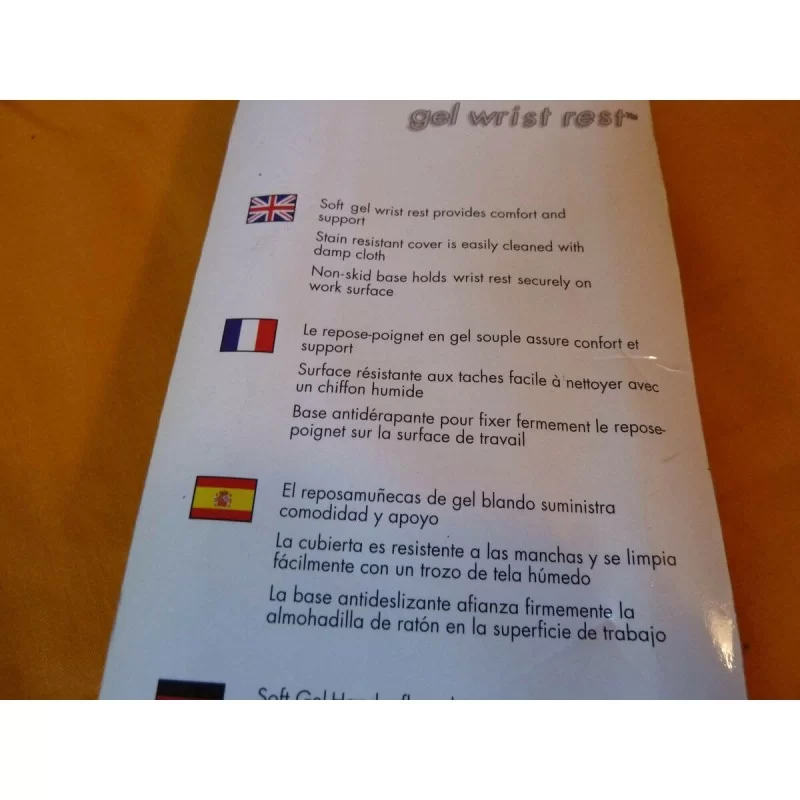 gel wrist rest™
Soft gel wrist rest provides comfort and
support
Stain resistant cover is easily cleaned with
damp cloth
Non-skid base holds wrist rest securely on
work surface
Le repose-poignet en gel souple assure confort et
support
Surface résistante aux taches facile à nettoyer avec
un chiffon humide
Base antidérapante pour fixer fermement le repose-
poignet sur la surface de travail
El reposamuñecas de gel blando suministra
comodidad y apoyo
La cubierta es resistente a las manchas y se limpia
fácilmente con un trozo de tela húmedo
La base antideslizante afianza firmemente la
almohadilla de ratón en la superficie de trabajo
Soft Gel